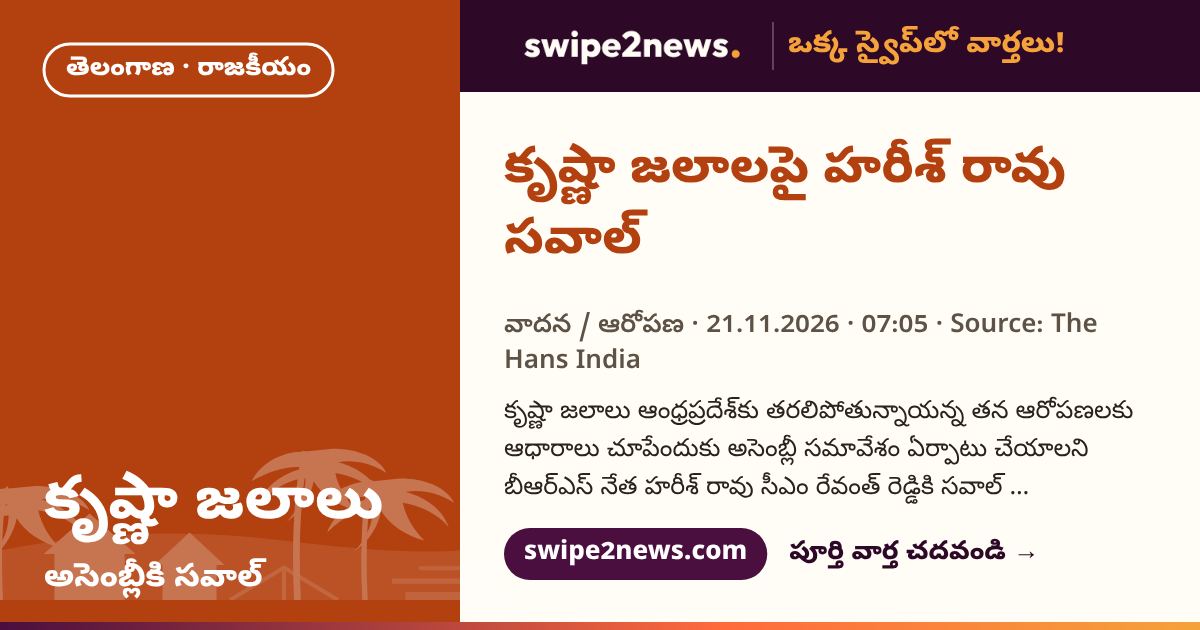 తెలంగాణ · రాజకీయం
కృష్ణా జలాలు
అసెంబ్లీకి సవాల్
swipe2news.
ఒక్క స్వైప్‌లో వార్తలు!
కృష్ణా జలాలపై హరీశ్ రావు
సవాల్
వాదన / ఆరోపణ · 21.11.2026 · 07:05 · Source: The
Hans India
కృష్ణా జలాలు ఆంధ్రప్రదేశ్‌కు తరలిపోతున్నాయన్న తన ఆరోపణలకు
ఆధారాలు చూపేందుకు అసెంబ్లీ సమావేశం ఏర్పాటు చేయాలని
బీఆర్ఎస్ నేత హరీశ్ రావు సీఎం రేవంత్ రెడ్డికి సవాల్ ...
swipe2news.com
పూర్తి వార్త చదవండి →